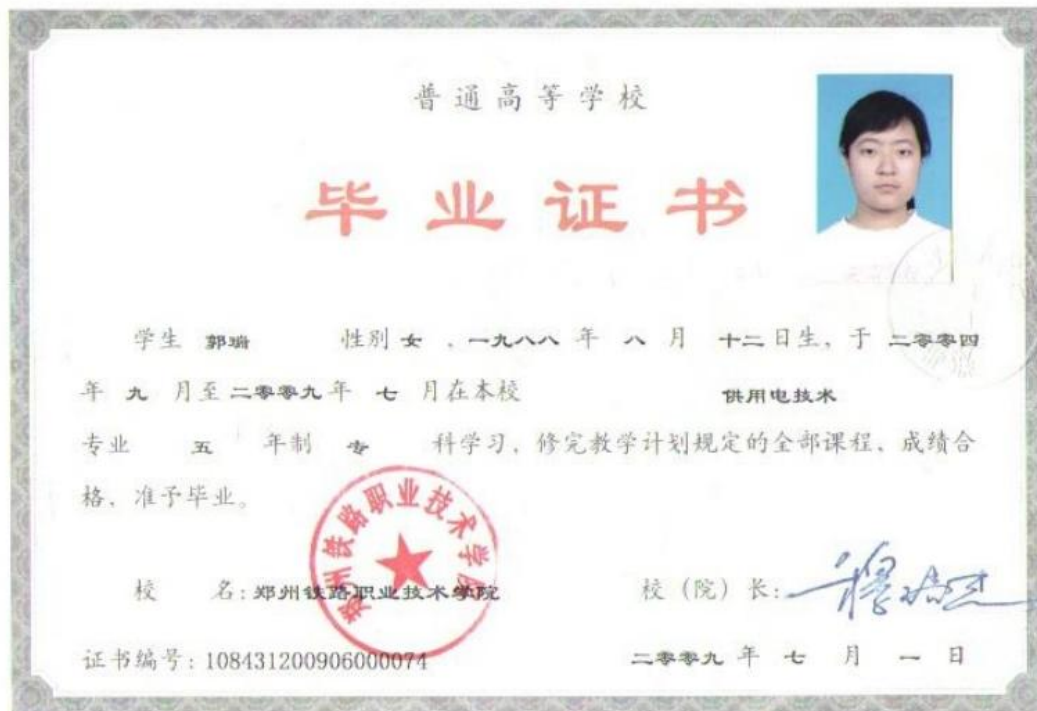 普通高等学校
毕业证书
学生 郭瑞 性别 女 ，一九八八 年 八 月 十二日生，于 二零零四
年 九 月至 二零零九年 七 月在本校 供用电技术
专业 五 年制 专 科学习，修完教学计划规定的全部课程，成绩合
格，准予毕业。
郑州铁路职业技术学院
校 名：郑州铁路职业技术学院 校（院）长：
证书编号：108431200906000074 二零零九 年 七 月 一 日